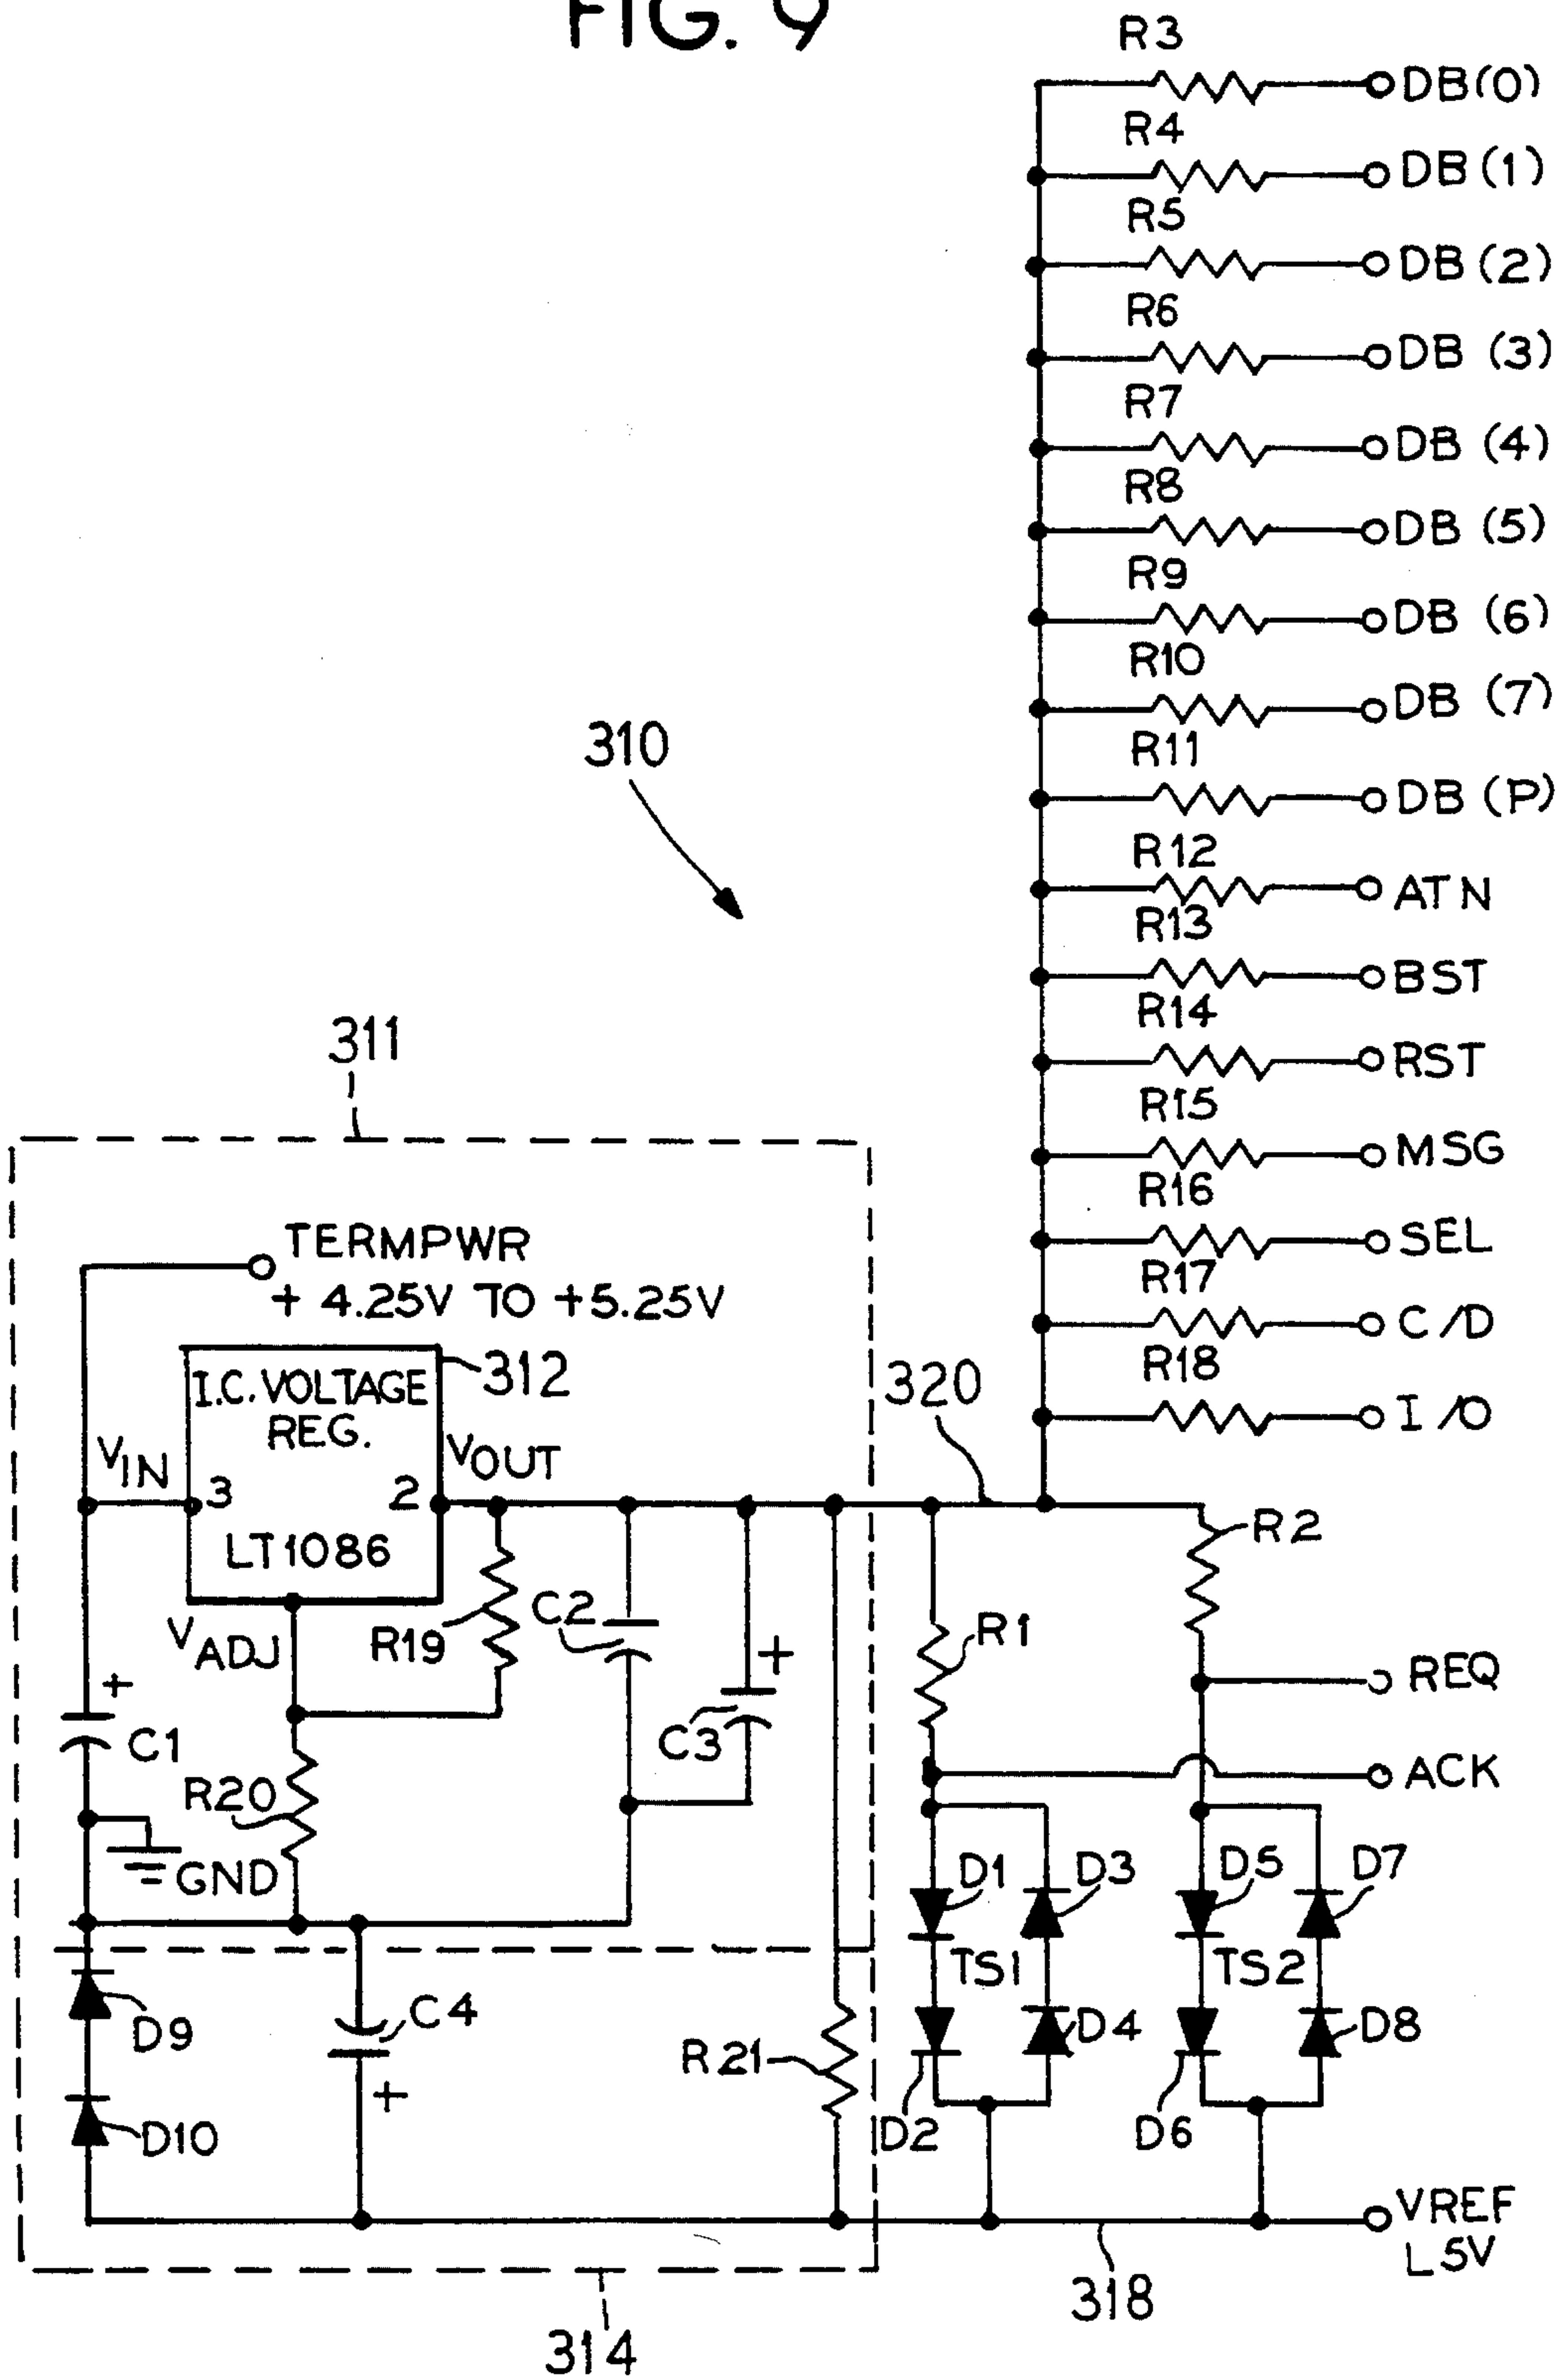 FIG. 9
R3
DB(0)
R4
DB (1)
R5
DB (2)
R6
DB (3)
R7
DB (4)
R8
DB (5)
R9
DB (6)
R10
DB (7)
310
R11
DB (P)
R12
ATN
R13
BST
R14
RST
311
R15
MSG
R16
SEL
TERMPWR
+ 4.25V TO +5.25V
R17
C/D
312
R18
320
I/O
I.C. VOLTAGE
REG.
VIN
VOUT
3
2
LT1086
R2
VADJ
R19
C2
+
R1
REQ
+
C1
C3
ACK
R20
GND
D1
D3
D5
D7
TS1
TS2
D9
C4
+
R21
D4
D8
D10
D2
D6
VREF
L5V
318
314